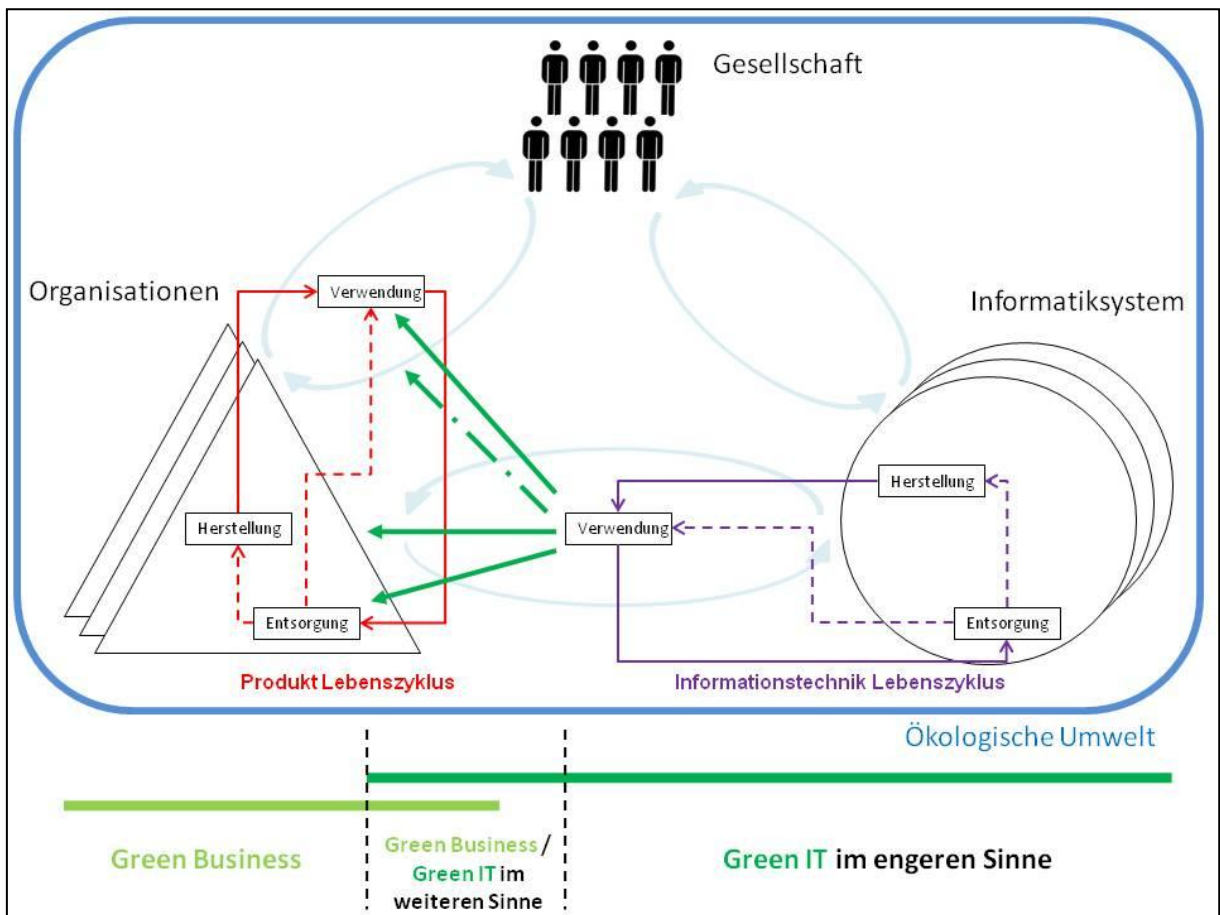 Gesellschaft
Organisationen
Verwendung
Informatiksystem
Herstellung
Herstellung
Verwendung
Entsorgung
Entsorgung
Produkt Lebenszyklus
Informationstechnik Lebenszyklus
Ökologische Umwelt
Green Business
Green Business /
Green IT im
weiteren Sinne
Green IT im engeren Sinne